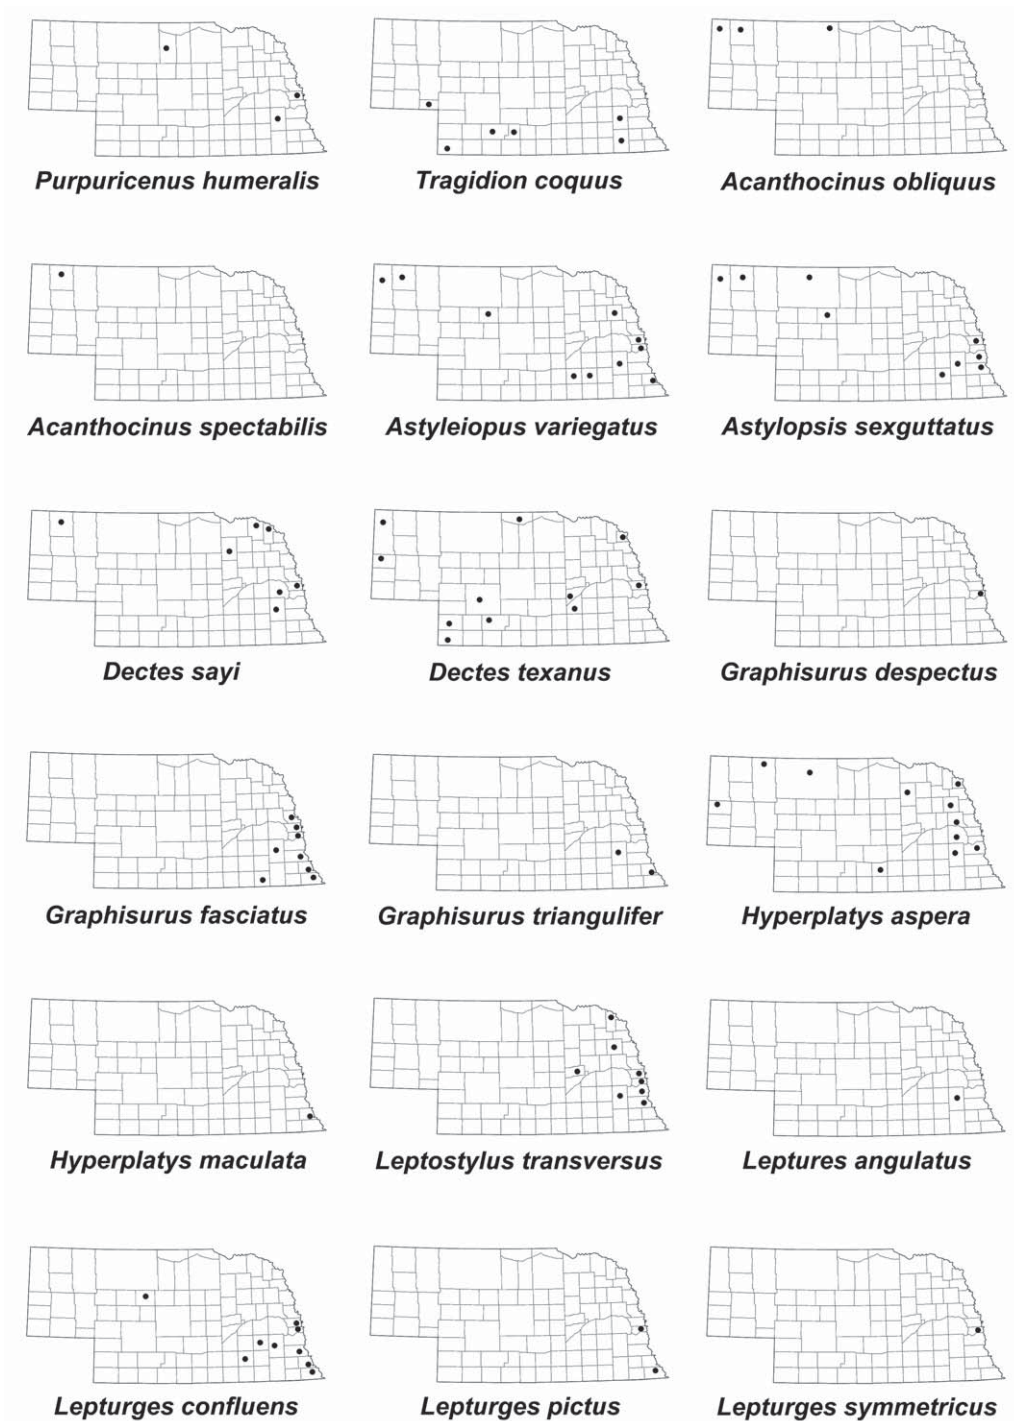 Purpuricenus humeralis
Tragidion coquus
Acanthocinus obliquus
Acanthocinus spectabilis
Astyleiopus variegatus
Astylopsis sexguttatus
Dectes sayi
Dectes texanus
Graphisurus despectus
Graphisurus fasciatus
Graphisurus triangulifer
Hyperplatys aspera
Hyperplatys maculata
Leptostylus transversus
Leptures angulatus
Lepturges confluens
Lepturges pictus
Lepturges symmetricus